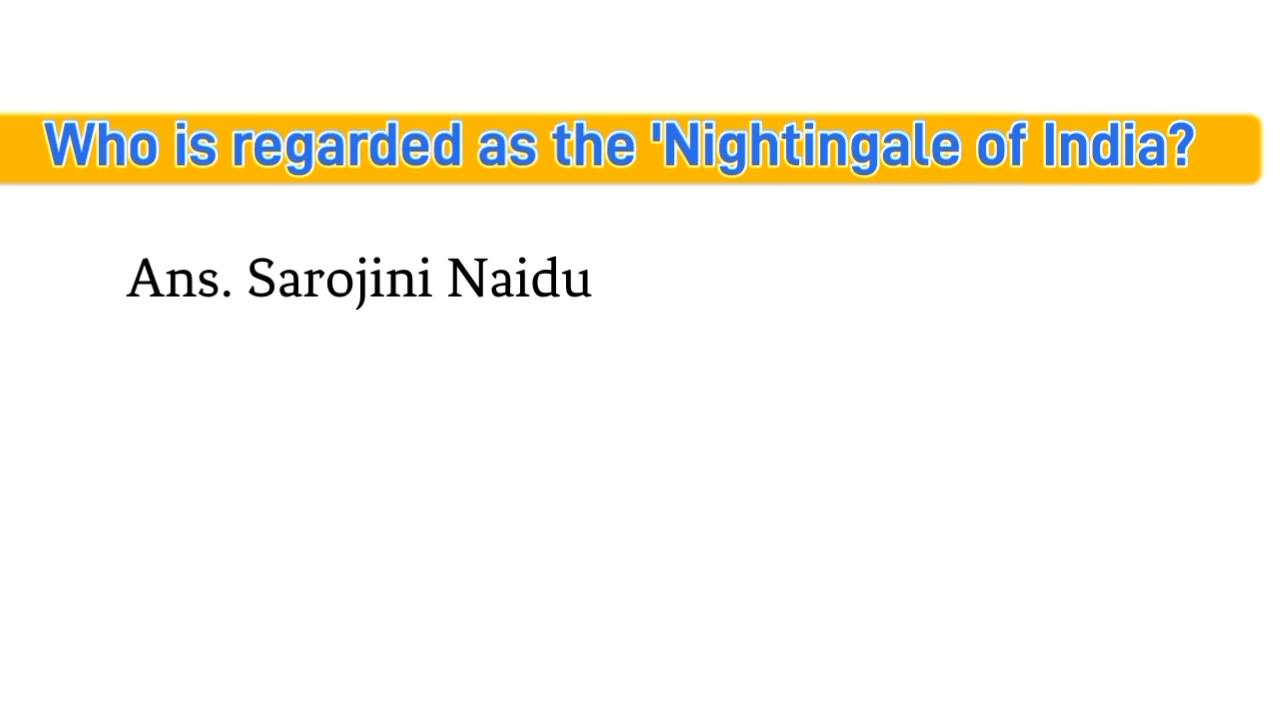 Who is regarded as the 'Nightingale of India?
Ans. Sarojini Naidu